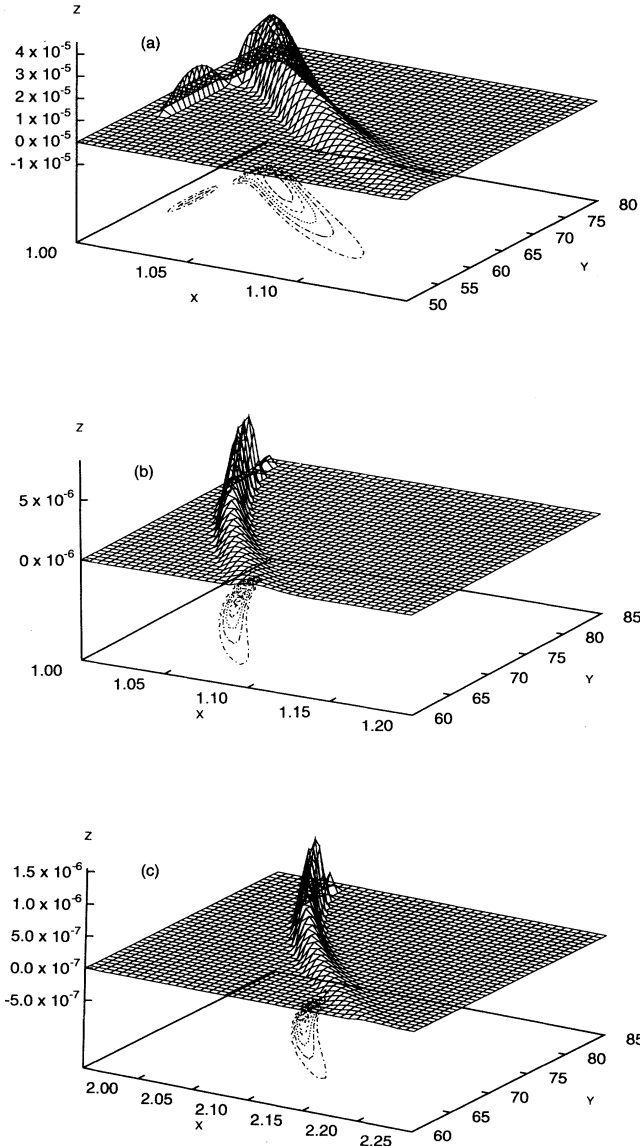 Z
(a)
4 x 10⁻⁵
3 x 10⁻⁵
2 x 10⁻⁵
1 x 10⁻⁵
0 x 10⁻⁵
-1 x 10⁻⁵
1.00
1.05
1.10
X
50
55
60
65
70
75
80
Y
Z
(b)
5 x 10⁻⁶
0 x 10⁻⁶
1.00
1.05
1.10
1.15
1.20
X
60
65
70
75
80
85
Y
Z
(c)
1.5 x 10⁻⁶
1.0 x 10⁻⁶
5.0 x 10⁻⁷
0.0 x 10⁻⁷
-5.0 x 10⁻⁷
2.00
2.05
2.10
2.15
2.20
2.25
X
60
65
70
75
80
85
Y